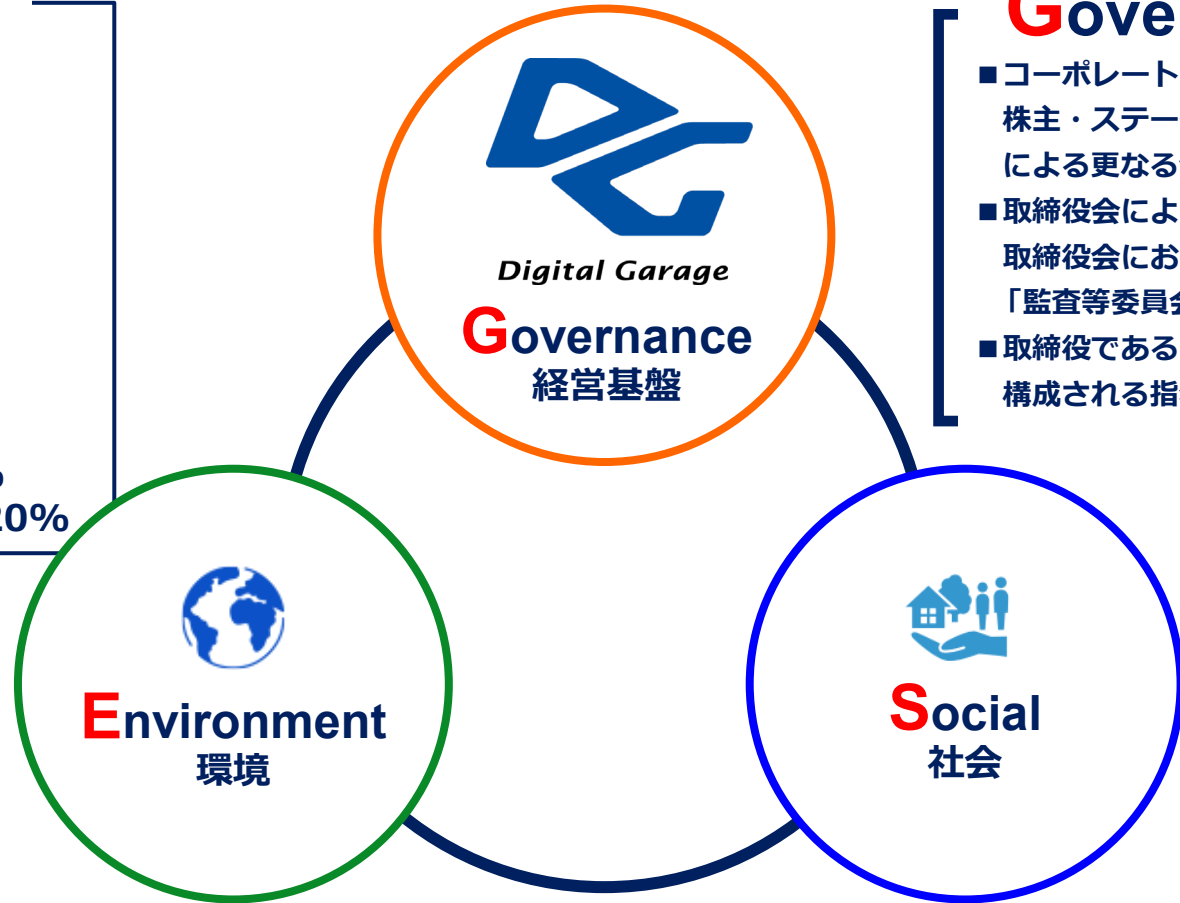 20%
Digital Garage
Governance
経営基盤
Gove
■コーポレート
株主・ステー
による更なる
■取締役会によ
取締役会にお
「監査等委員会
■取締役である
構成される指
Environment
環境
Social
社会